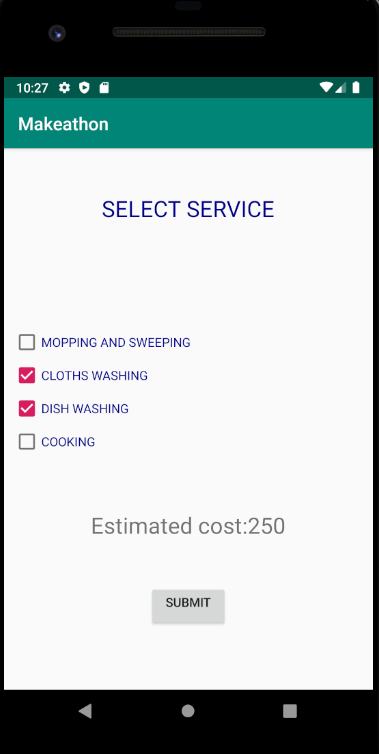 10:27
Makeathon
SELECT SERVICE
MOPPING AND SWEEPING
CLOTHS WASHING
DISH WASHING
COOKING
Estimated cost:250
SUBMIT